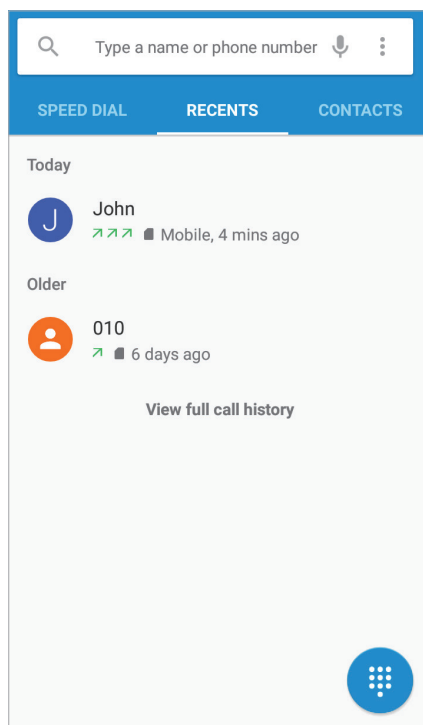 Type a name or phone number
SPEED DIAL RECENTS CONTACTS
Today
J
John
Mobile, 4 mins ago
Older
010
6 days ago
View full call history